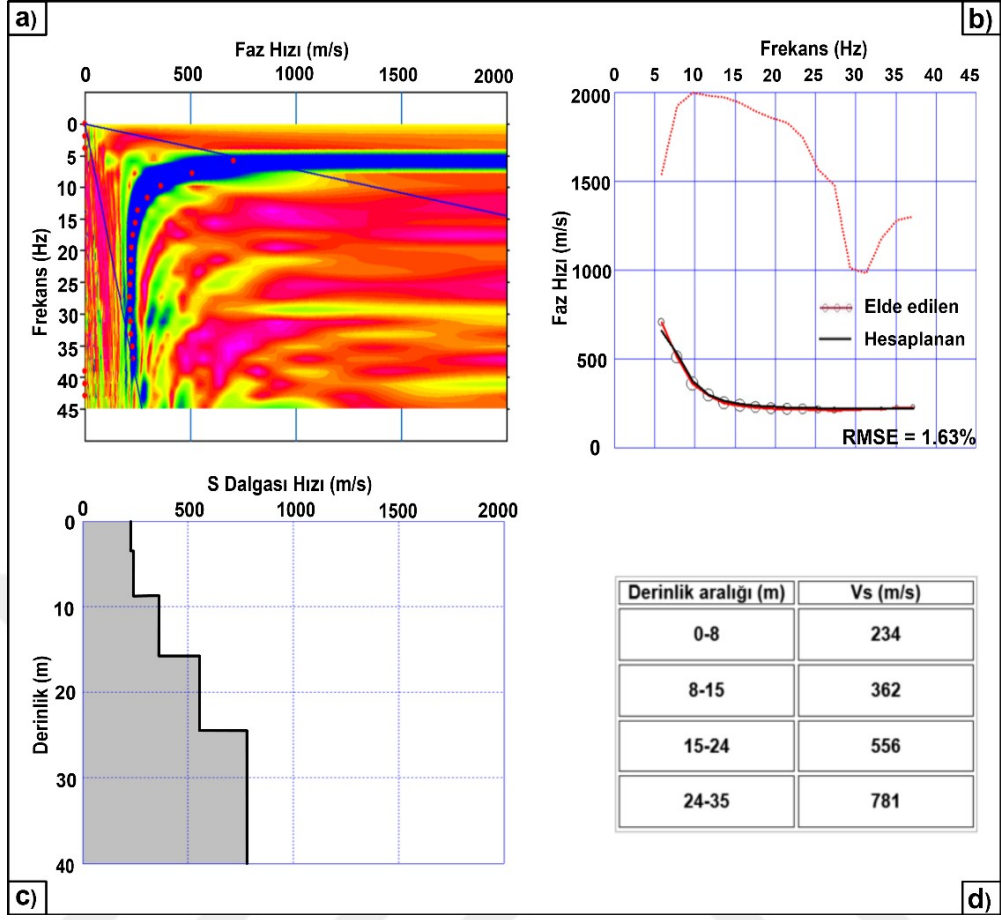 a)
Faz Hızı (m/s)
0 500 1000 2000
Frekans (Hz)
0
5
10
15
20
25
30
35
40
45
b)
Frekans (Hz)
0 5 10 15 20 25 30 35 40 45
Faz Hızı (m/s)
2000
1500
1000
500
0
Elde edilen
Hesaplanan
RMSE = 1.63%
S Dalgası Hızı (m/s)
0 500 1000 1500 2000
Derinlik (m)
0
10
20
30
40
c)
Derinlik aralığı (m) Vs (m/s)
0-8 234
8-15 362
15-24 556
24-35 781
d)